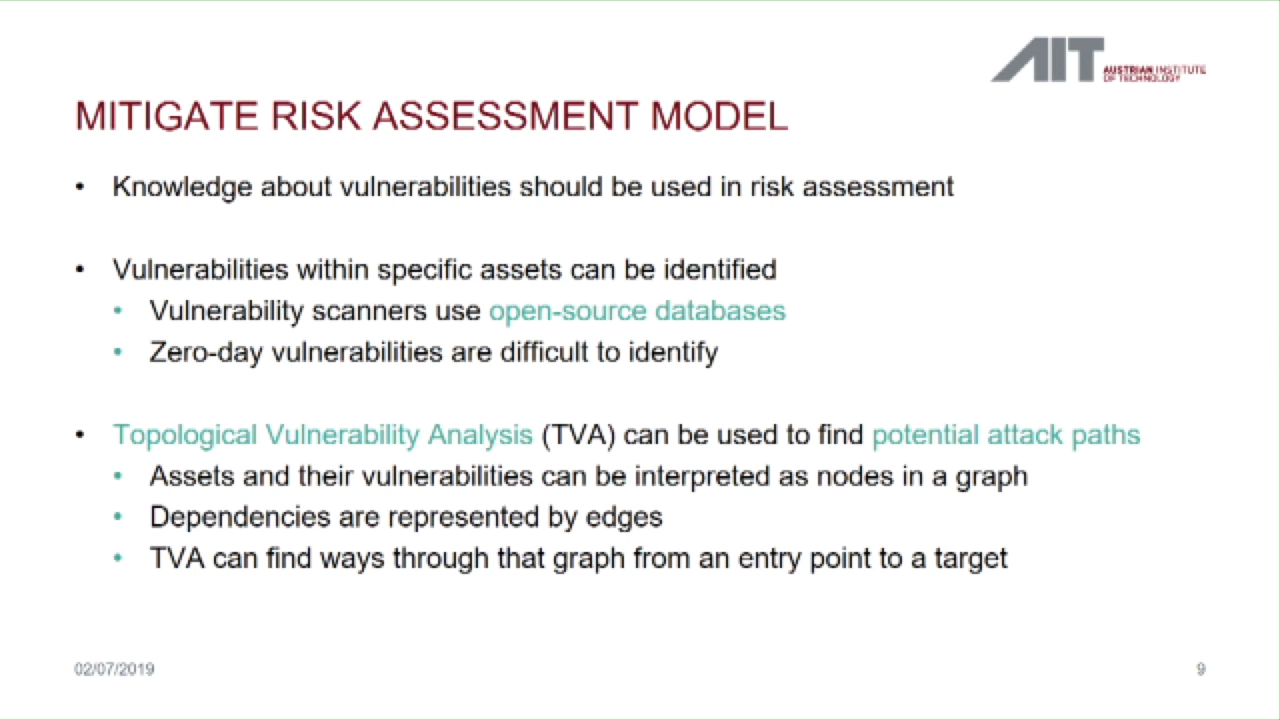 AIT AUSTRIAN INSTITUTE
OF TECHNOLOGY
MITIGATE RISK ASSESSMENT MODEL
• Knowledge about vulnerabilities should be used in risk assessment
• Vulnerabilities within specific assets can be identified
• Vulnerability scanners use open-source databases
• Zero-day vulnerabilities are difficult to identify
• Topological Vulnerability Analysis (TVA) can be used to find potential attack paths
• Assets and their vulnerabilities can be interpreted as nodes in a graph
• Dependencies are represented by edges
• TVA can find ways through that graph from an entry point to a target
02/07/2019
9